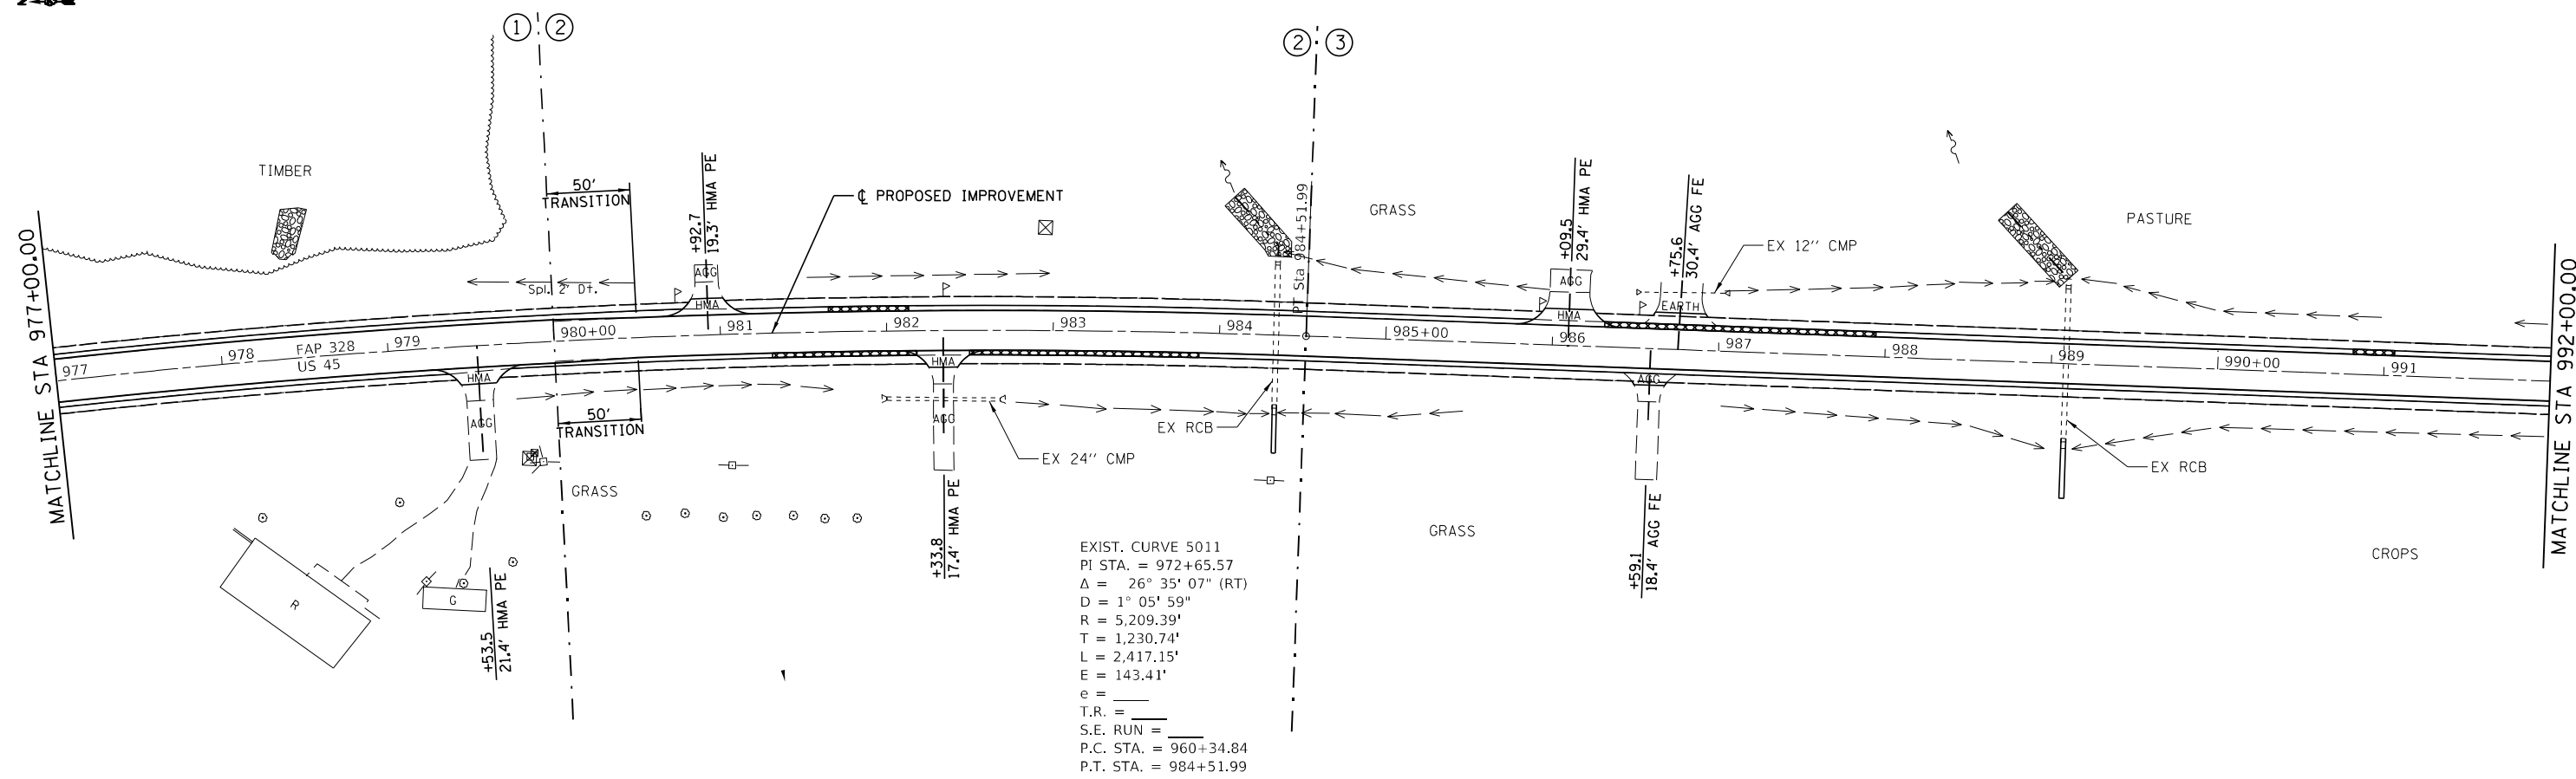 1 2
2 3
TIMBER
50'
TRANSITION
+92.7
19.3' HMA PE
℄ PROPOSED IMPROVEMENT
PT Sta 984+51.99
GRASS
+09.5
29.4' HMA PE
+75.6
30.4' AGG FE
EX 12'' CMP
PASTURE
MATCHLINE STA 977+00.00
MATCHLINE STA 992+00.00
Spl. 2' Dt.
AGG
HMA
AGG
HMA
EARTH
977
978
979
980+00
981
982
983
984
985+00
986
987
988
989
990+00
991
FAP 328
US 45
HMA
AGG
50'
TRANSITION
HMA
AGG
AGG
EX RCB
EX 24'' CMP
EX RCB
GRASS
GRASS
CROPS
R
G
+53.5
21.4' HMA PE
+33.8
17.4' HMA PE
+59.1
18.4' AGG FE
EXIST. CURVE 5011
PI STA. = 972+65.57
Δ = 26° 35' 07" (RT)
D = 1° 05' 59"
R = 5,209.39'
T = 1,230.74'
L = 2,417.15'
E = 143.41'
e = ____
T.R. = ____
S.E. RUN = ____
P.C. STA. = 960+34.84
P.T. STA. = 984+51.99